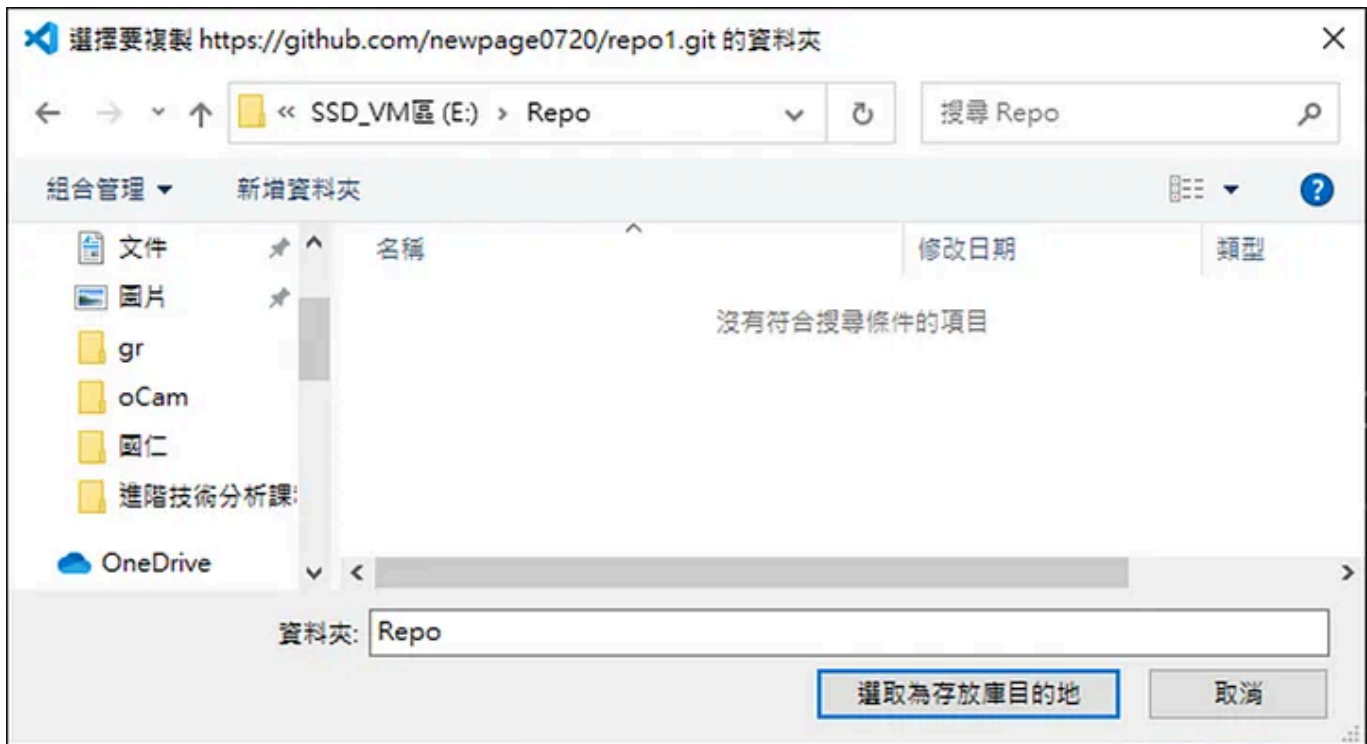 選擇要複製 https://github.com/newpage0720/repo1.git 的資料夾
« SSD_VM區 (E:) › Repo
搜尋 Repo
組合管理
新增資料夾
名稱
修改日期
類型
文件
圖片
gr
oCam
國仁
進階技術分析課
OneDrive
沒有符合搜尋條件的項目
資料夾: Repo
選取為存放庫目的地
取消